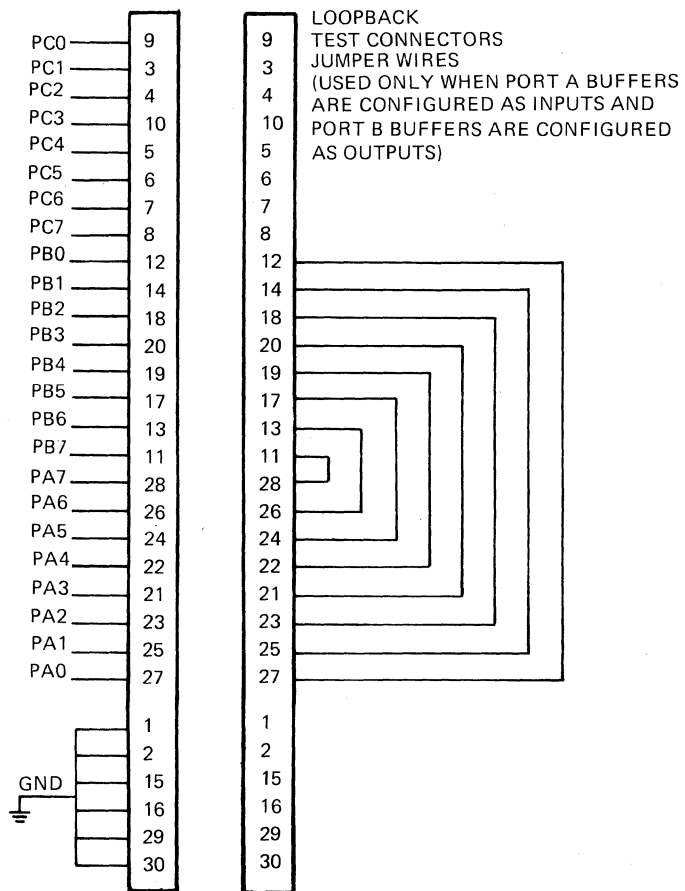 LOOPBACK
TEST CONNECTORS
JUMPER WIRES
(USED ONLY WHEN PORT A BUFFERS
ARE CONFIGURED AS INPUTS AND
PORT B BUFFERS ARE CONFIGURED
AS OUTPUTS)
PC0 9 9
PC1 3 3
PC2 4 4
PC3 10 10
PC4 5 5
PC5 6 6
PC6 7 7
PC7 8 8
PB0 12 12
PB1 14 14
PB2 18 18
PB3 20 20
PB4 19 19
PB5 17 17
PB6 13 13
PB7 11 11
PA7 28 28
PA6 26 26
PA5 24 24
PA4 22 22
PA3 21 21
PA2 23 23
PA1 25 25
PA0 27 27
1 1
2 2
GND 15 15
16 16
29 29
30 30